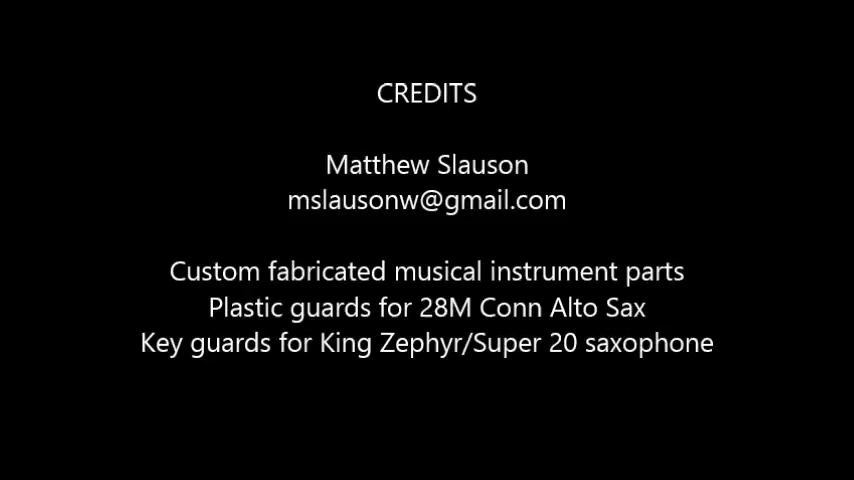 CREDITS
Matthew Slauson
mslausonw@gmail.com
Custom fabricated musical instrument parts
Plastic guards for 28M Conn Alto Sax
Key guards for King Zephyr/Super 20 saxophone